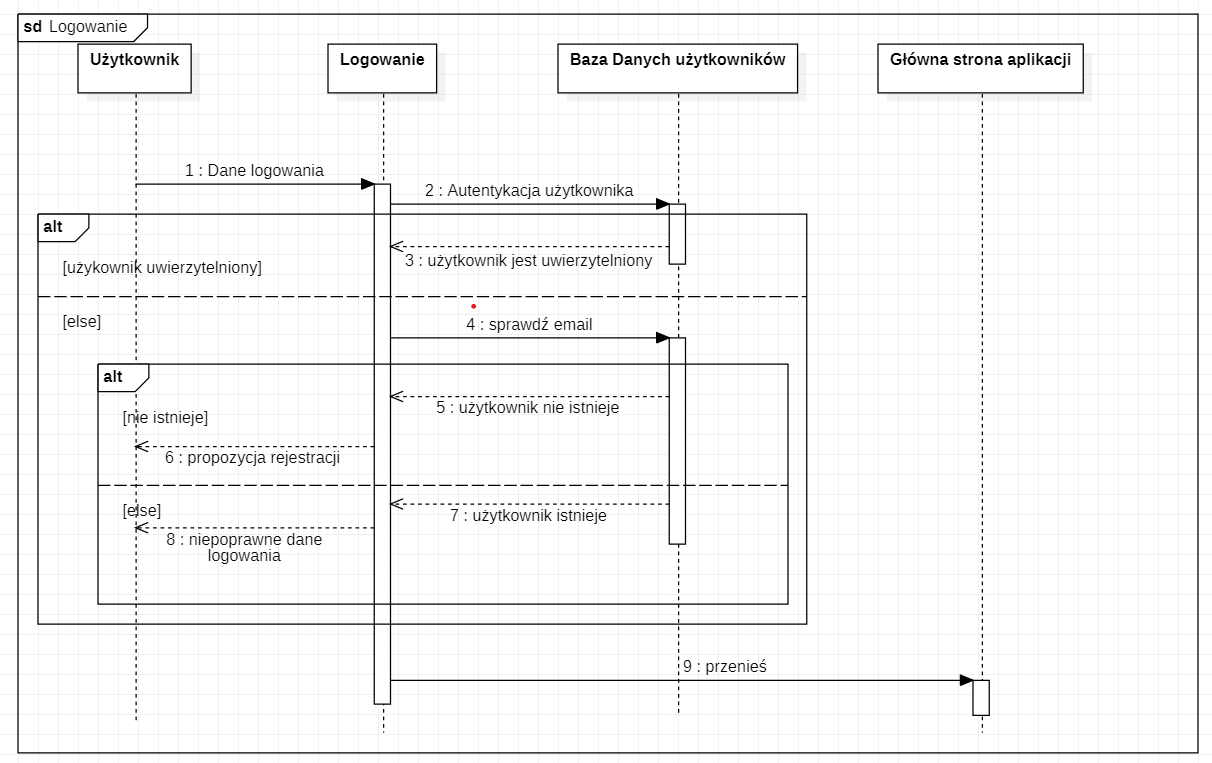 sd Logowanie
Użytkownik
Logowanie
Baza Danych użytkowników
Główna strona aplikacji
1 : Dane logowania
2 : Autentykacja użytkownika
alt
3 : użytkownik jest uwierzytelniony
[użykownik uwierzytelniony]
[else]
4 : sprawdź email
alt
5 : użytkownik nie istnieje
[nie istnieje]
6 : propozycja rejestracji
[else]
7 : użytkownik istnieje
8 : niepoprawne dane
logowania
9 : przenieś